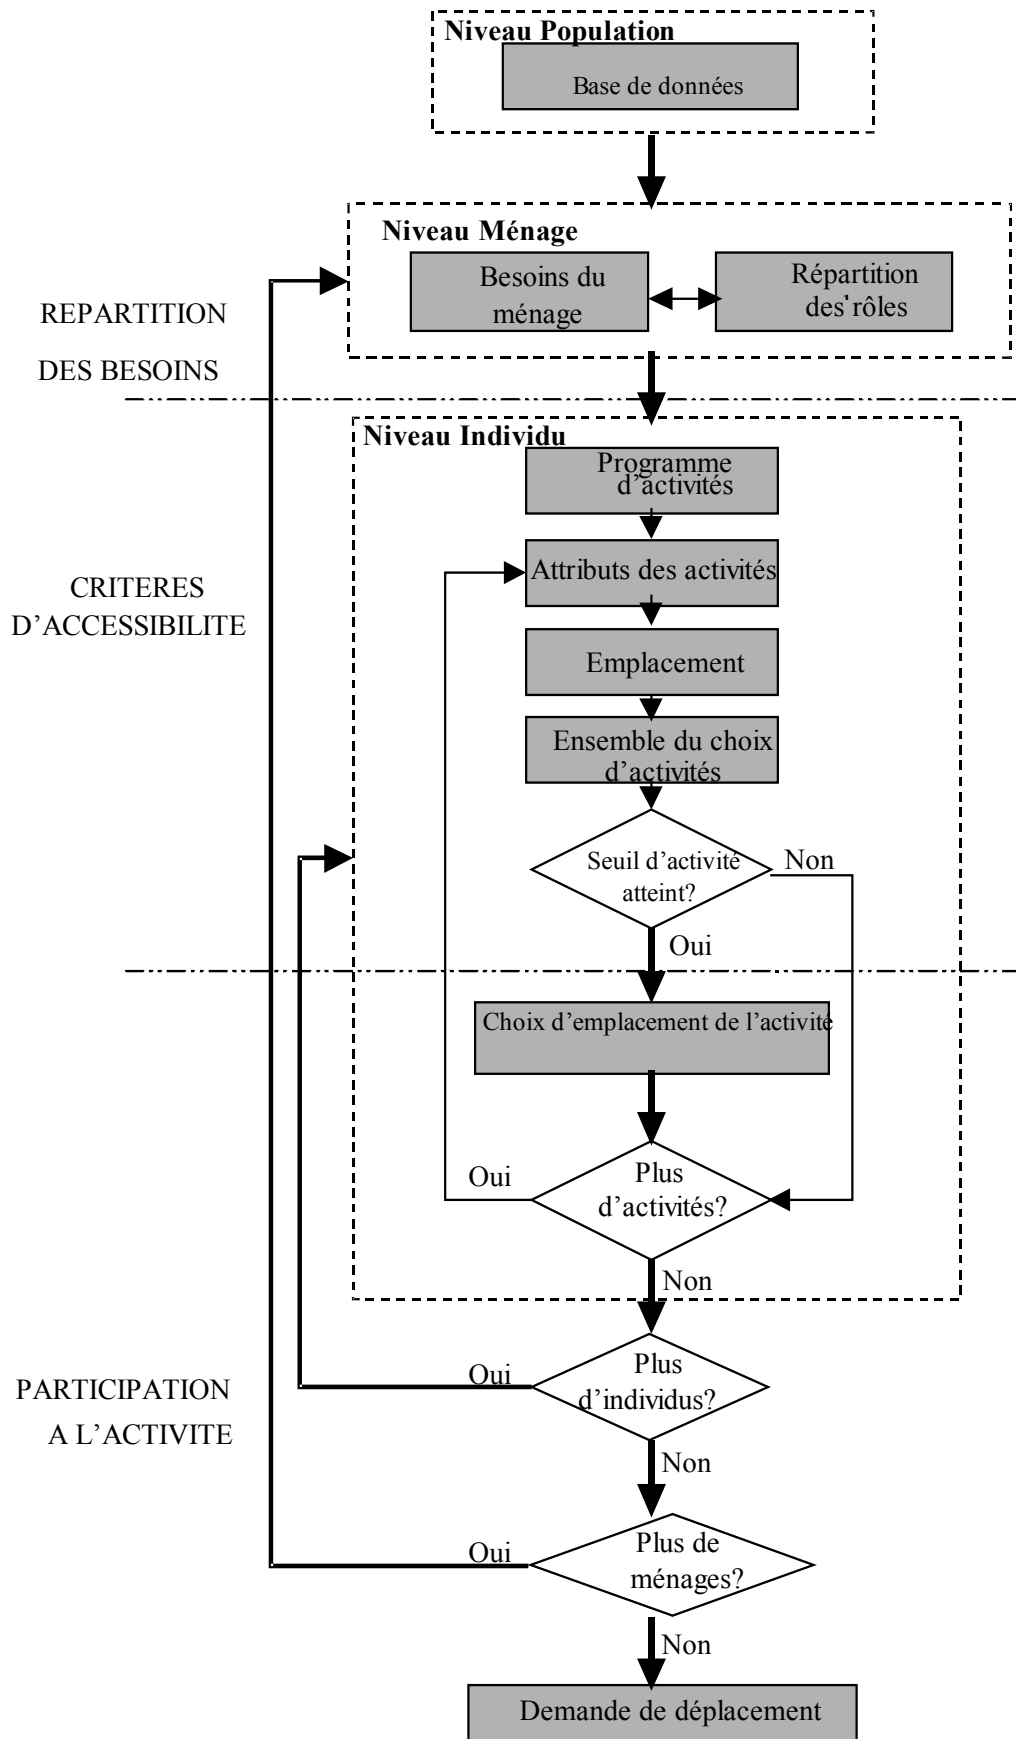 Niveau Population
Base de données
Niveau Ménage
Besoins du
ménage
Répartition
des rôles
REPARTITION
DES BESOINS
Niveau Individu
Programme
d’activités
Attributs des activités
CRITERES
D’ACCESSIBILITE
Emplacement
Ensemble du choix
d’activités
Seuil d’activité
atteint?
Non
Oui
Choix d’emplacement de l’activité
Plus
d’activités?
Oui
Non
Plus
d’individus?
Oui
PARTICIPATION
A L’ACTIVITE
Non
Plus de
ménages?
Oui
Non
Demande de déplacement